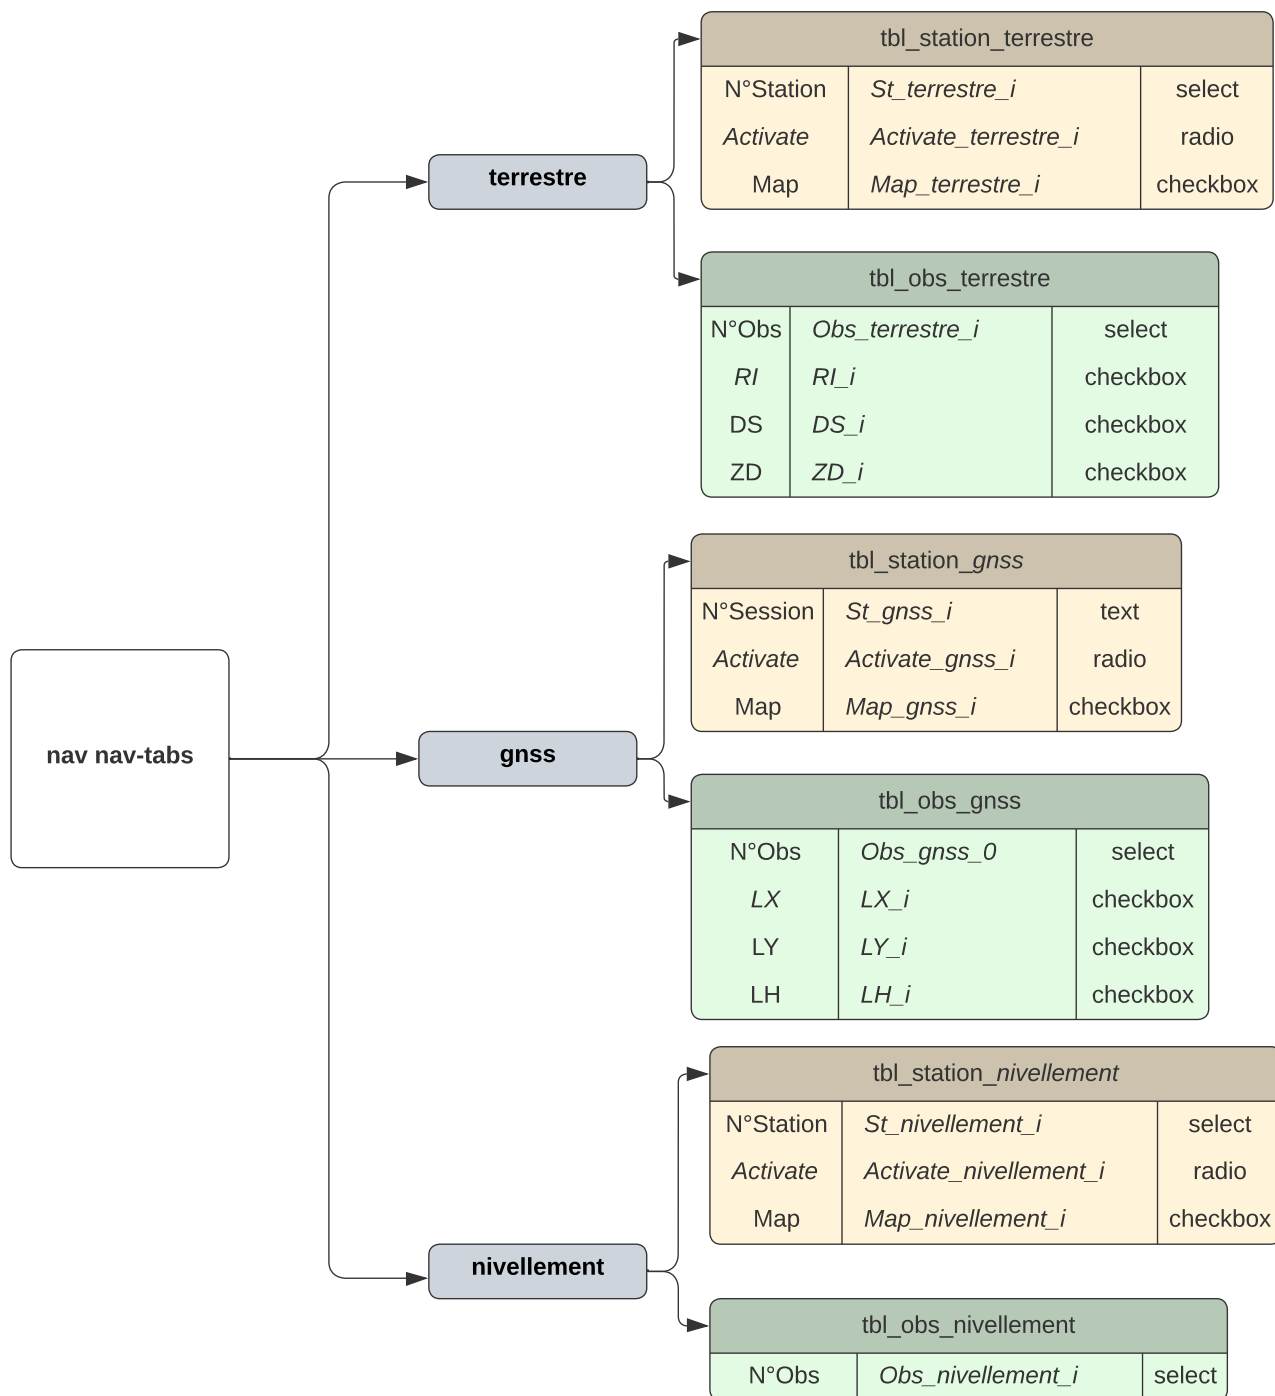 nav nav-tabs
terrestre
tbl_station_terrestre
N°Station St_terrestre_i select
Activate Activate_terrestre_i radio
Map Map_terrestre_i checkbox
tbl_obs_terrestre
N°Obs Obs_terrestre_i select
RI RI_i checkbox
DS DS_i checkbox
ZD ZD_i checkbox
gnss
tbl_station_gnss
N°Session St_gnss_i text
Activate Activate_gnss_i radio
Map Map_gnss_i checkbox
tbl_obs_gnss
N°Obs Obs_gnss_0 select
LX LX_i checkbox
LY LY_i checkbox
LH LH_i checkbox
nivellement
tbl_station_nivellement
N°Station St_nivellement_i select
Activate Activate_nivellement_i radio
Map Map_nivellement_i checkbox
tbl_obs_nivellement
N°Obs Obs_nivellement_i select